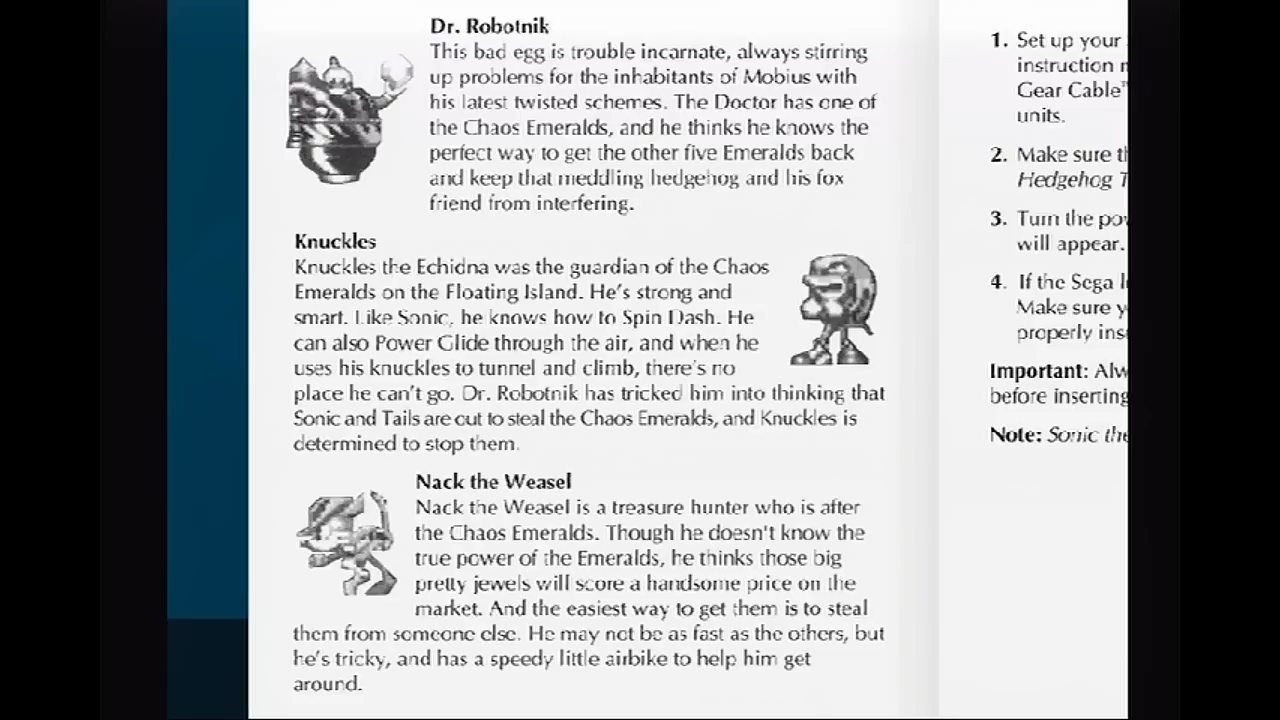 Dr. Robotnik
This bad egg is trouble incarnate, always stirring
up problems for the inhabitants of Mobius with
his latest twisted schemes. The Doctor has one of
the Chaos Emeralds, and he thinks he knows the
perfect way to get the other five Emeralds back
and keep that meddling hedgehog and his fox
friend from interfering.
Knuckles
Knuckles the Echidna was the guardian of the Chaos
Emeralds on the Floating Island. He's strong and
smart. Like Sonic, he knows how to Spin Dash. He
can also Power Glide through the air, and when he
uses his knuckles to tunnel and climb, there's no
place he can't go. Dr. Robotnik has tricked him into thinking that
Sonic and Tails are out to steal the Chaos Emeralds, and Knuckles is
determined to stop them.
Nack the Weasel
Nack the Weasel is a treasure hunter who is after
the Chaos Emeralds. Though he doesn't know the
true power of the Emeralds, he thinks those big
pretty jewels will score a handsome price on the
market. And the easiest way to get them is to steal
them from someone else. He may not be as fast as the others, but
he's tricky, and has a speedy little airbike to help him get
around.
1. Set up your
instruction
Gear Cable™
units.
2. Make sure
Hedgehog
3. Turn the
will appear.
4. If the Sega
Make sure
properly
Important:
before inserting
Note: Sonic the